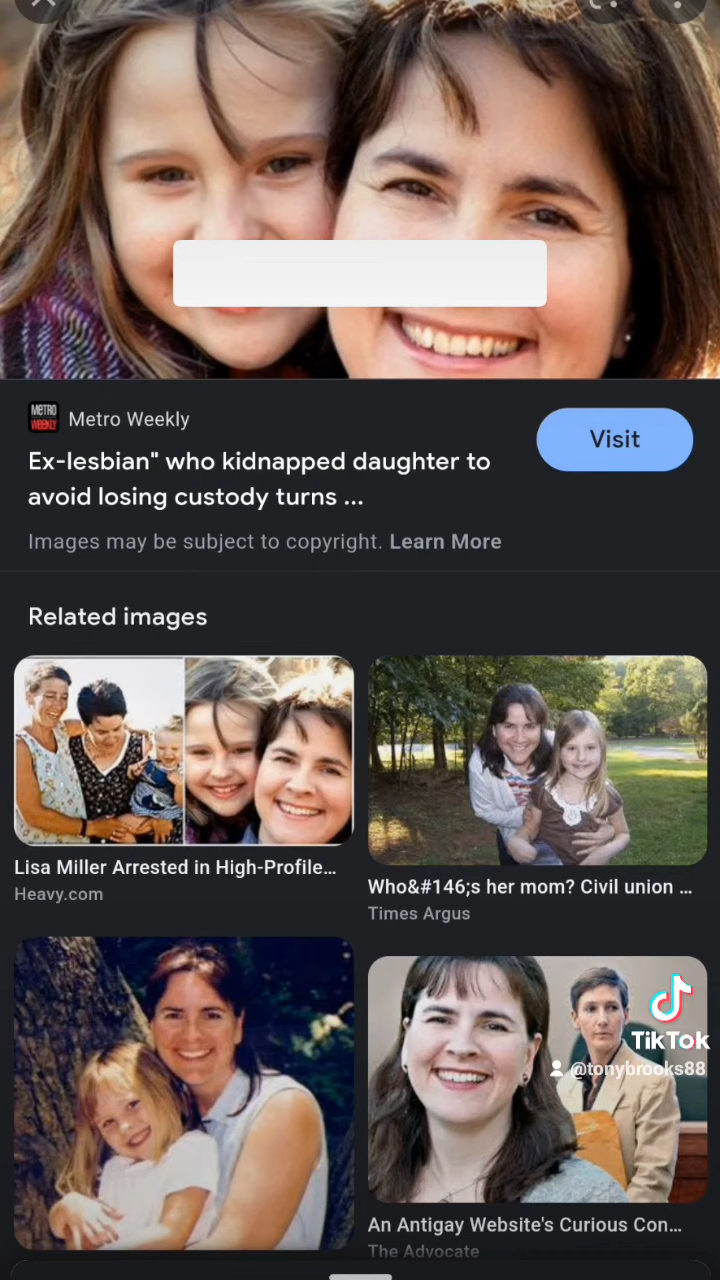 METRO
WEEKLY
Metro Weekly
Visit
Ex-lesbian" who kidnapped daughter to
avoid losing custody turns ...
Images may be subject to copyright. Learn More
Related images
Lisa Miller Arrested in High-Profile...
Heavy.com
Who&#146;s her mom? Civil union ...
Times Argus
TikTok
@tonybrooks88
An Antigay Website's Curious Con...
The Advocate